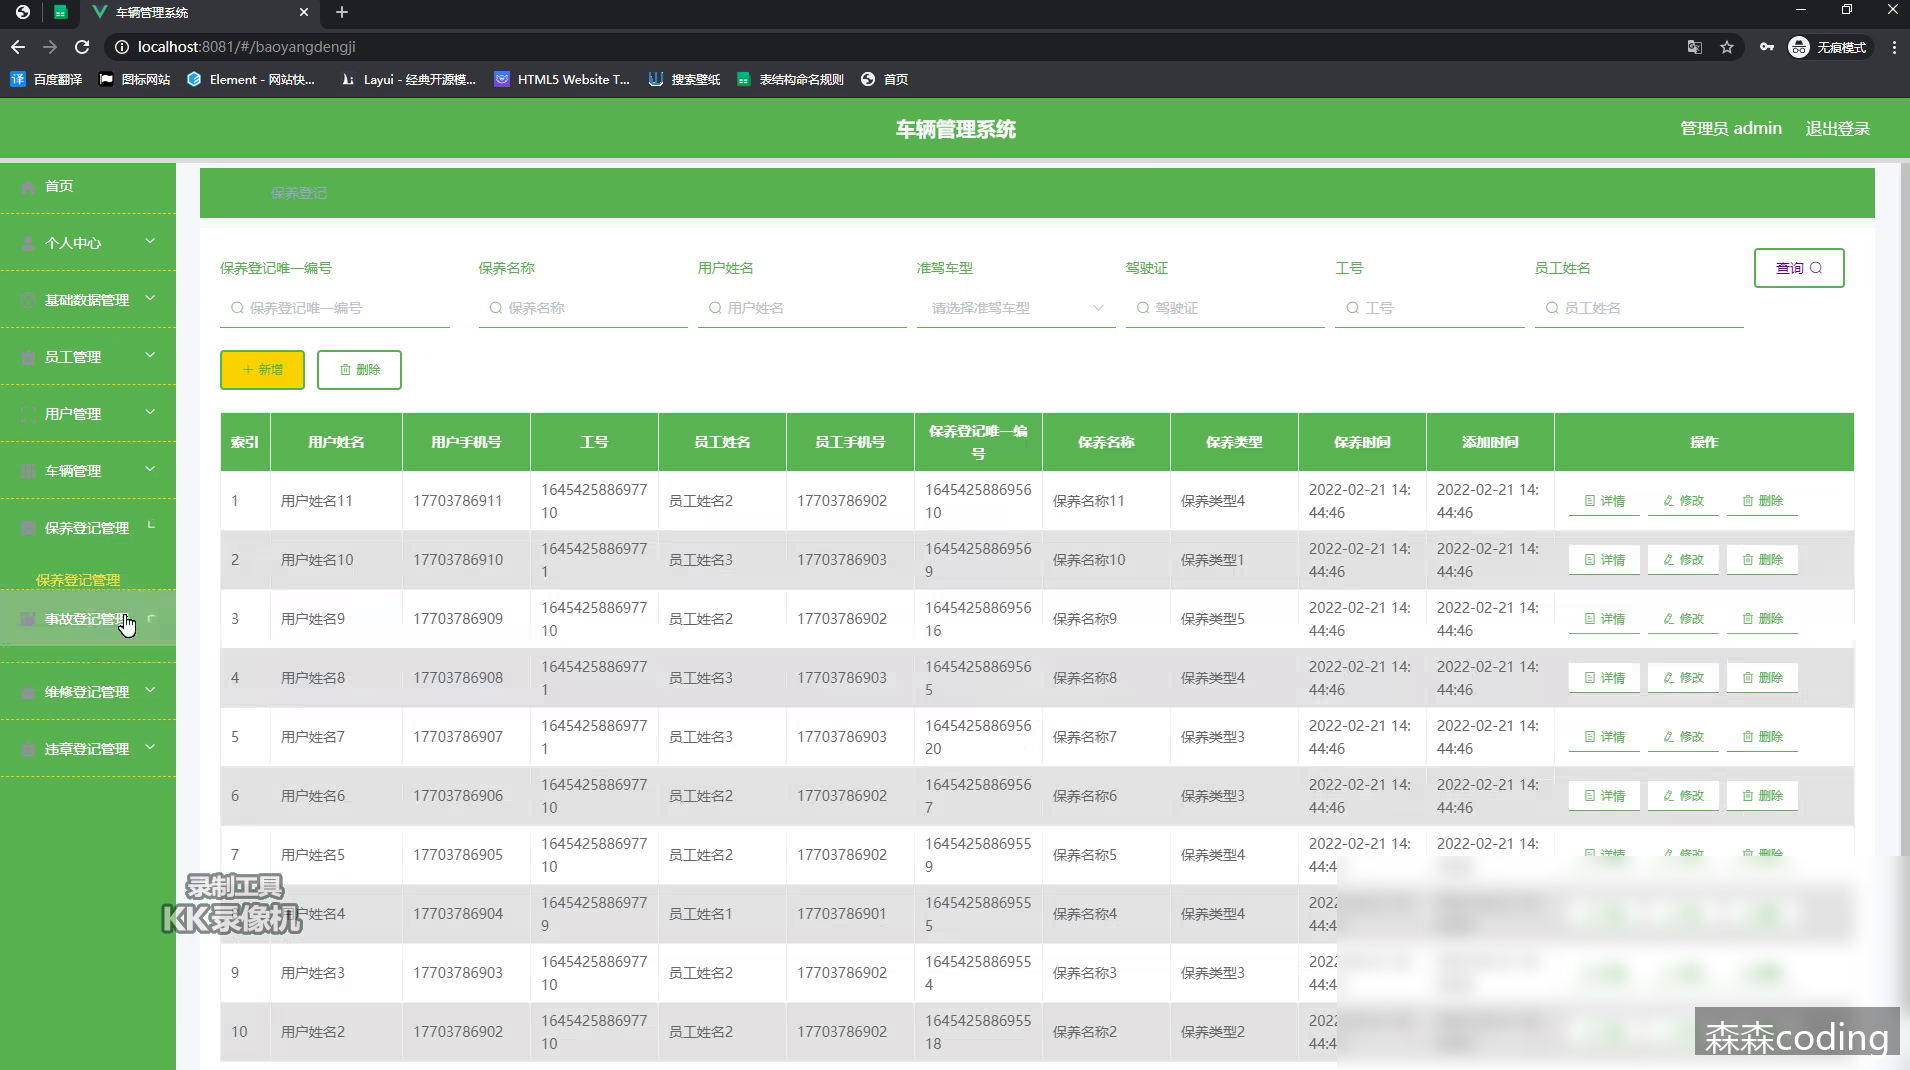 车辆管理系统
localhost:8081/#/baoyangdengji
无痕模式
百度翻译 图标网站 Element - 网站快... Layui - 经典开源模... HTML5 Website T... 搜索壁纸 表结构命名规则 首页
车辆管理系统
管理员 admin 退出登录
首页
个人中心
基础数据管理
员工管理
用户管理
车辆管理
保养登记管理
保养登记管理
事故登记管理
维修登记管理
违章登记管理
保养登记
保养登记唯一编号 保养名称 用户姓名 准驾车型 驾驶证 工号 员工姓名 查询
保养登记唯一编号 保养名称 用户姓名 请选择准驾车型 驾驶证 工号 员工姓名
新增 删除
索引 用户姓名 用户手机号 工号 员工姓名 员工手机号 保养登记唯一编号 保养名称 保养类型 保养时间 添加时间 操作
1 用户姓名11 17703786911 164542588697710 员工姓名2 17703786902 164542588695610 保养名称11 保养类型4 2022-02-21 14:44:46 2022-02-21 14:44:46 详情 修改 删除
2 用户姓名10 17703786910 16454258869771 员工姓名3 17703786903 16454258869569 保养名称10 保养类型1 2022-02-21 14:44:46 2022-02-21 14:44:46 详情 修改 删除
3 用户姓名9 17703786909 164542588697710 员工姓名2 17703786902 164542588695616 保养名称9 保养类型5 2022-02-21 14:44:46 2022-02-21 14:44:46 详情 修改 删除
4 用户姓名8 17703786908 16454258869771 员工姓名3 17703786903 16454258869565 保养名称8 保养类型4 2022-02-21 14:44:46 2022-02-21 14:44:46 详情 修改 删除
5 用户姓名7 17703786907 16454258869771 员工姓名3 17703786903 164542588695620 保养名称7 保养类型3 2022-02-21 14:44:46 2022-02-21 14:44:46 详情 修改 删除
6 用户姓名6 17703786906 164542588697710 员工姓名2 17703786902 16454258869567 保养名称6 保养类型3 2022-02-21 14:44:46 2022-02-21 14:44:46 详情 修改 删除
7 用户姓名5 17703786905 164542588697710 员工姓名2 17703786902 16454258869559 保养名称5 保养类型4 2022-02-21 14:44:4 2022-02-21 14: 详情 修改 删除
户姓名4 17703786904 16454258869779 员工姓名1 17703786901 16454258869555 保养名称4 保养类型4 2022 44:4
9 用户姓名3 17703786903 164542588697710 员工姓名2 17703786902 16454258869554 保养名称3 保养类型3 2022 44:4
10 用户姓名2 17703786902 164542588697710 员工姓名2 17703786902 164542588695518 保养名称2 保养类型2 2022 44:4
录制工具
KK录像机
森森coding